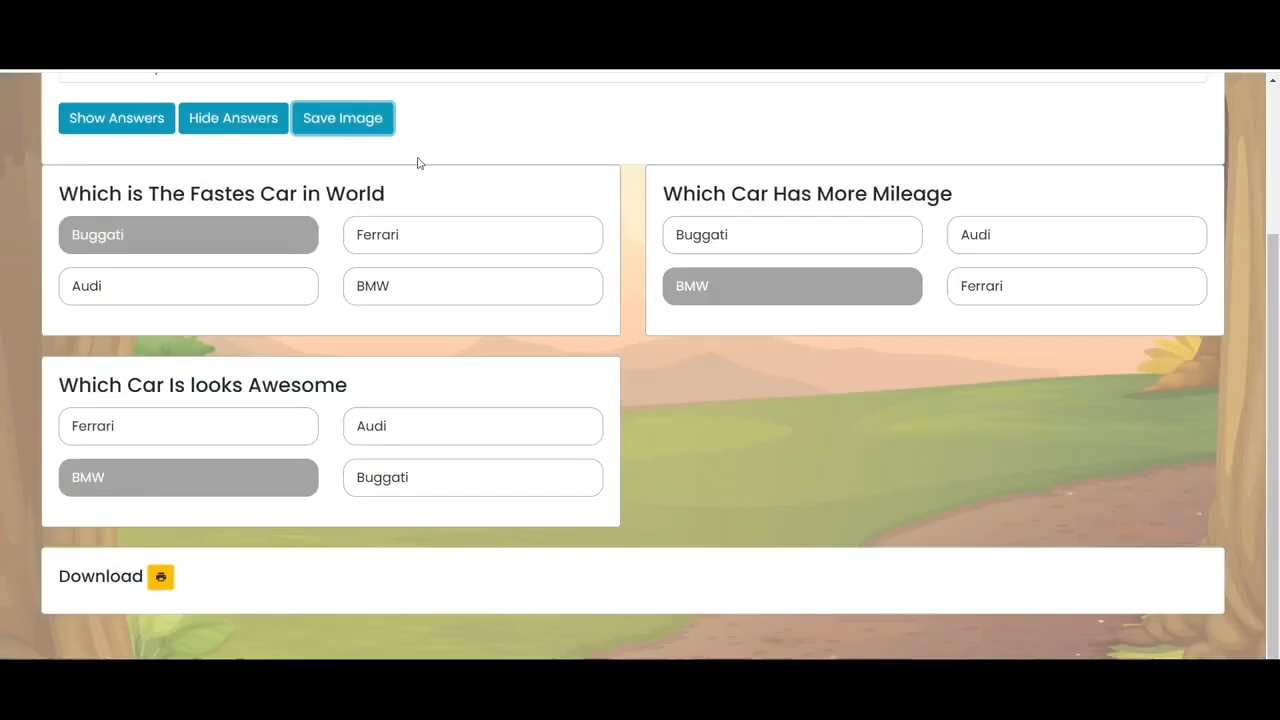 Show Answers Hide Answers Save Image
Which is The Fastes Car in World
Buggati Ferrari
Audi BMW
Which Car Has More Mileage
Buggati Audi
BMW Ferrari
Which Car Is looks Awesome
Ferrari Audi
BMW Buggati
Download